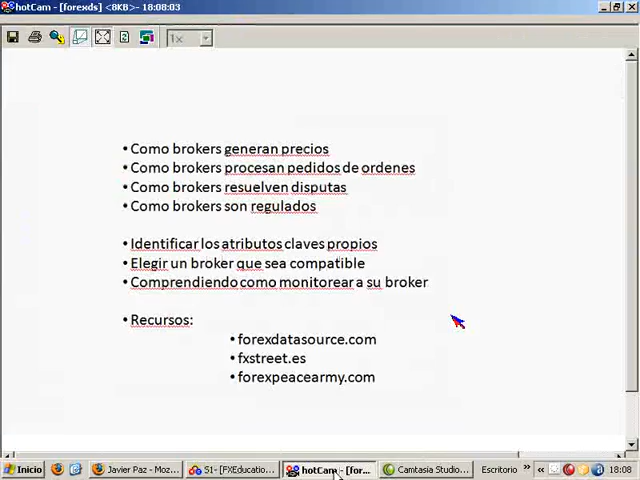 hotCam - [forexds] <8KB> - 18:08:03
1x
• Como brokers generan precios
• Como brokers procesan pedidos de ordenes
• Como brokers resuelven disputas
• Como brokers son regulados
• Identificar los atributos claves propios
• Elegir un broker que sea compatible
• Comprendiendo como monitorear a su broker
• Recursos:
• forexdatasource.com
• fxstreet.es
• forexpeacearmy.com
Inicio
Javier Paz - Moz...
S1- [FXEducatio...
hotCam - [for...
Camtasia Studio...
Escritorio
18:08